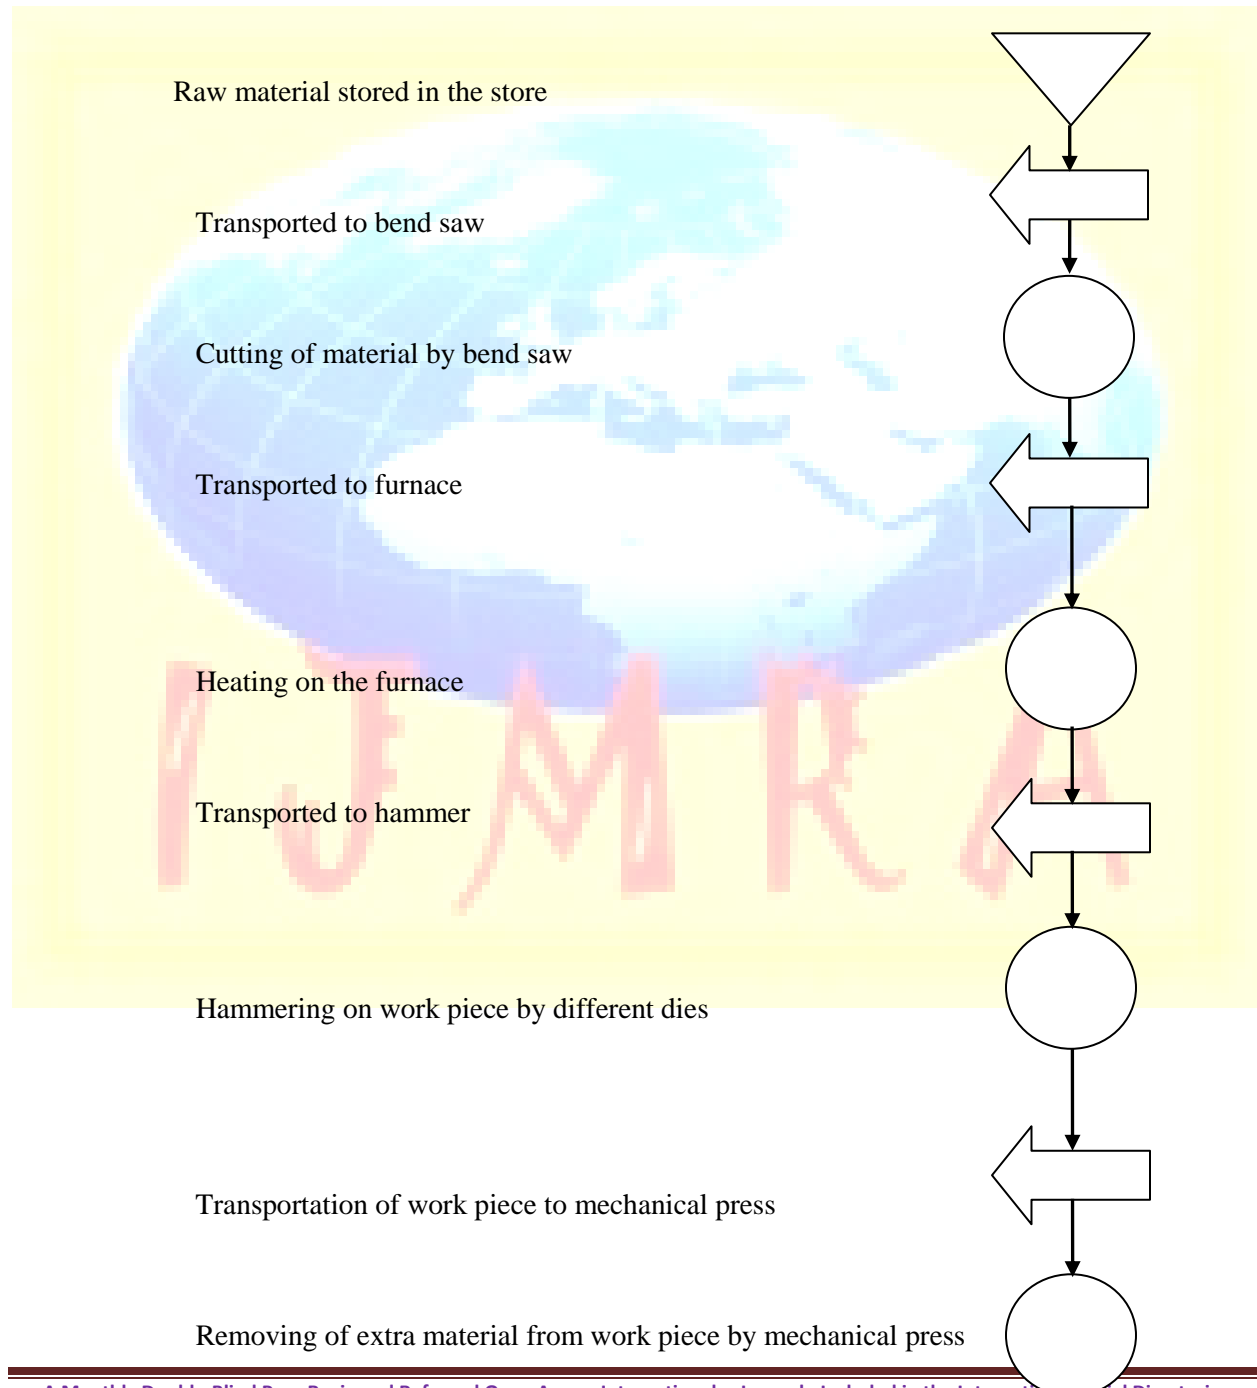 Raw material stored in the store
Transported to bend saw
Cutting of material by bend saw
Transported to furnace
Heating on the furnace
IJMRA
Transported to hammer
Hammering on work piece by different dies
Transportation of work piece to mechanical press
Removing of extra material from work piece by mechanical press